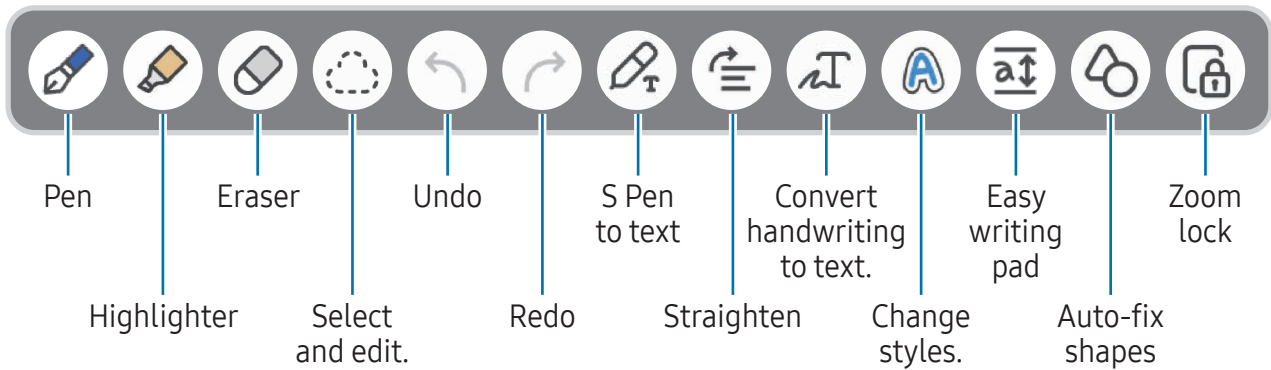 Pen
Eraser
Undo
S Pen
to text
Convert
handwriting
to text.
Easy
writing
pad
Zoom
lock
Highlighter
Select
and edit.
Redo
Straighten
Change
styles.
Auto-fix
shapes